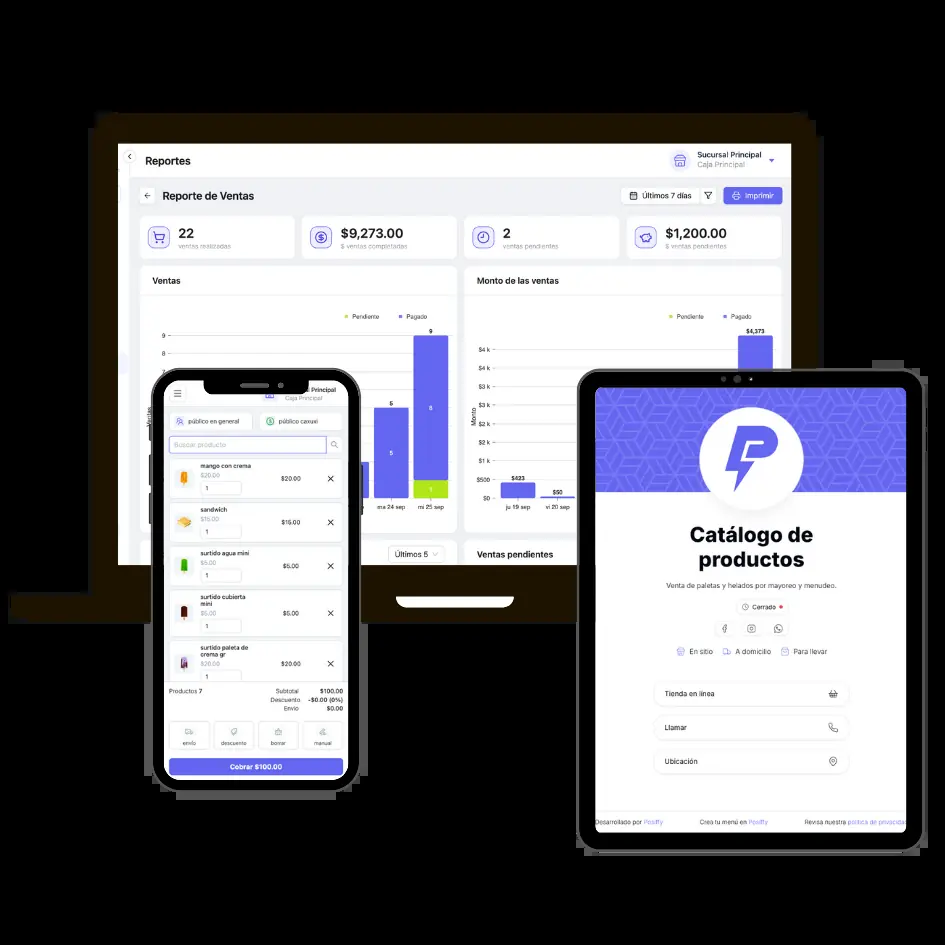 Reportes
Sucursal Principal
Caja Principal
Reporte de Ventas
Últimos 7 días
Imprimir
22
ventas realizadas
$9,273.00
$ ventas completadas
2
ventas pendientes
$1,200.00
$ ventas pendientes
Ventas
Pendiente
Pagado
9
8
9
5
8
5
1
ma 24 sep
mi 25 sep
Últimos 5
Monto de las ventas
Pendiente
Pagado
$4,373
Monto
$4 k
$4 k
$3 k
$3 k
$2 k
$2 k
$1 k
$500
$0
$423
$50
ju 19 sep
vi 20 sep
Ventas pendientes
Principal
Caja Principal
público en general
público caxuxi
Buscar producto
mango con crema
$20.00
1
$20.00
sandwich
$15.00
1
$15.00
surtido agua mini
$5.00
1
$5.00
surtido cubierta
mini
$5.00
1
$5.00
surtido paleta de
crema gr
$20.00
1
$20.00
Productos 7
Subtotal $100.00
Descuento -$0.00 (0%)
Envío $0.00
envío
descuento
borrar
manual
Cobrar $100.00
Catálogo de
productos
Venta de paletas y helados por mayoreo y menudeo.
Cerrado
En sitio
A domicilio
Para llevar
Tienda en línea
Llamar
Ubicación
Desarrollado por Posiffy
Crea tu menú en Posiffy
Revisa nuestra política de privacidad